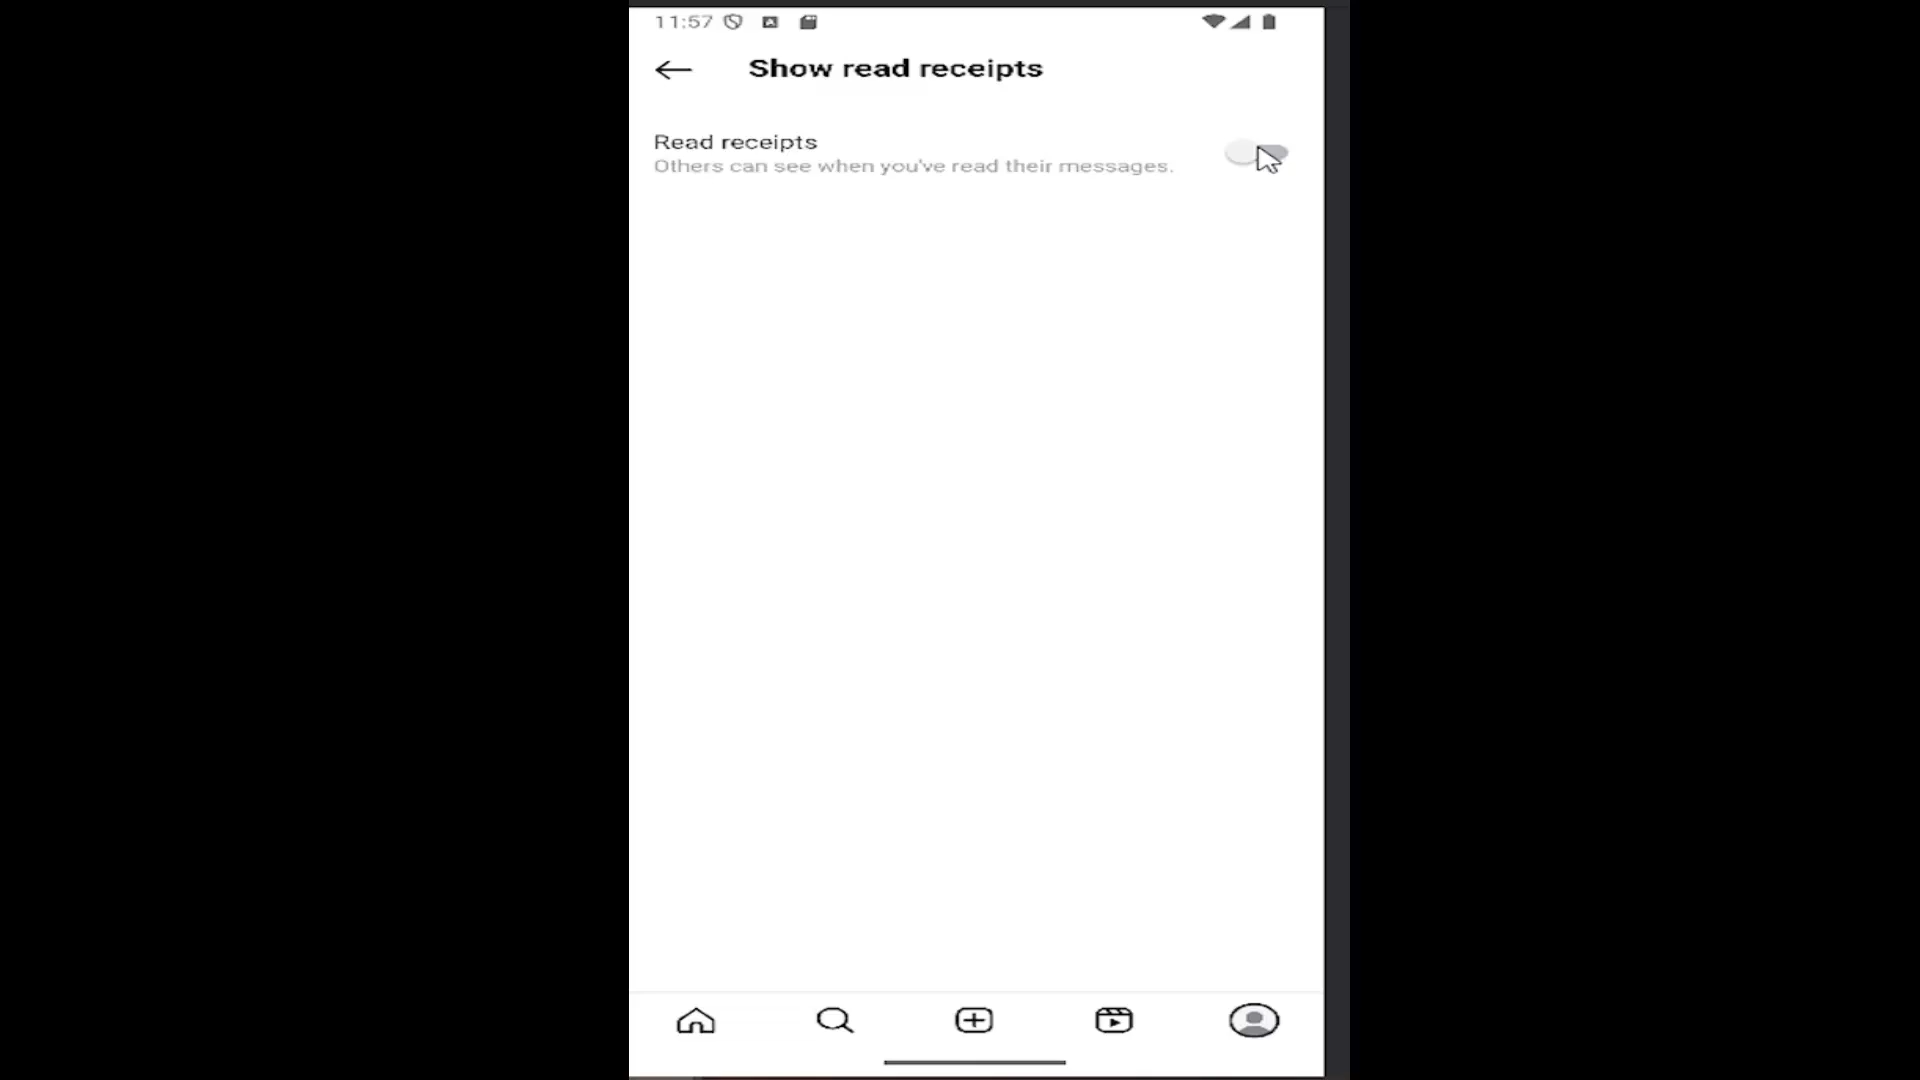 11:57
Show read receipts
Read receipts
Others can see when you've read their messages.